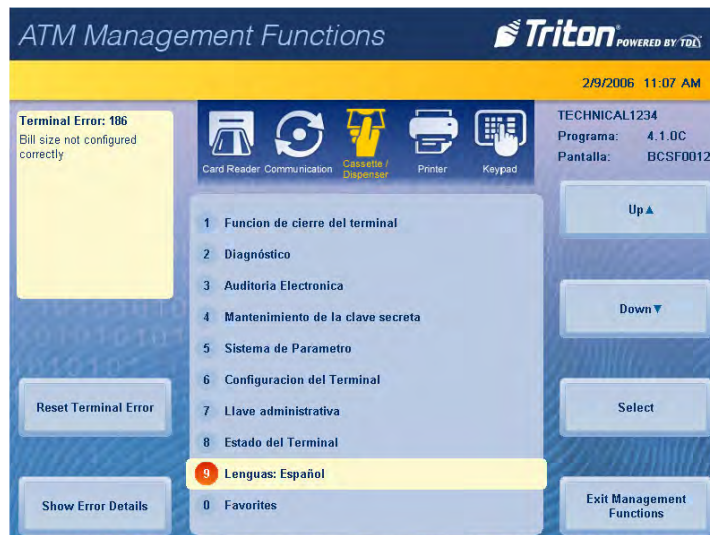 ATM Management Functions
Triton POWERED BY TDL
2/9/2006 11:07 AM
Terminal Error: 186
Bill size not configured
correctly
Card Reader
Communication
Cassette /
Dispenser
Printer
Keypad
TECHNICAL1234
Programa: 4.1.0C
Pantalla: BCSF0012
1 Funcion de cierre del terminal
2 Diagnóstico
3 Auditoria Electronica
4 Mantenimiento de la clave secreta
5 Sistema de Parametro
6 Configuracion del Terminal
7 Llave administrativa
8 Estado del Terminal
9 Lenguas: Español
0 Favorites
Reset Terminal Error
Show Error Details
Up▲
Down▼
Select
Exit Management
Functions